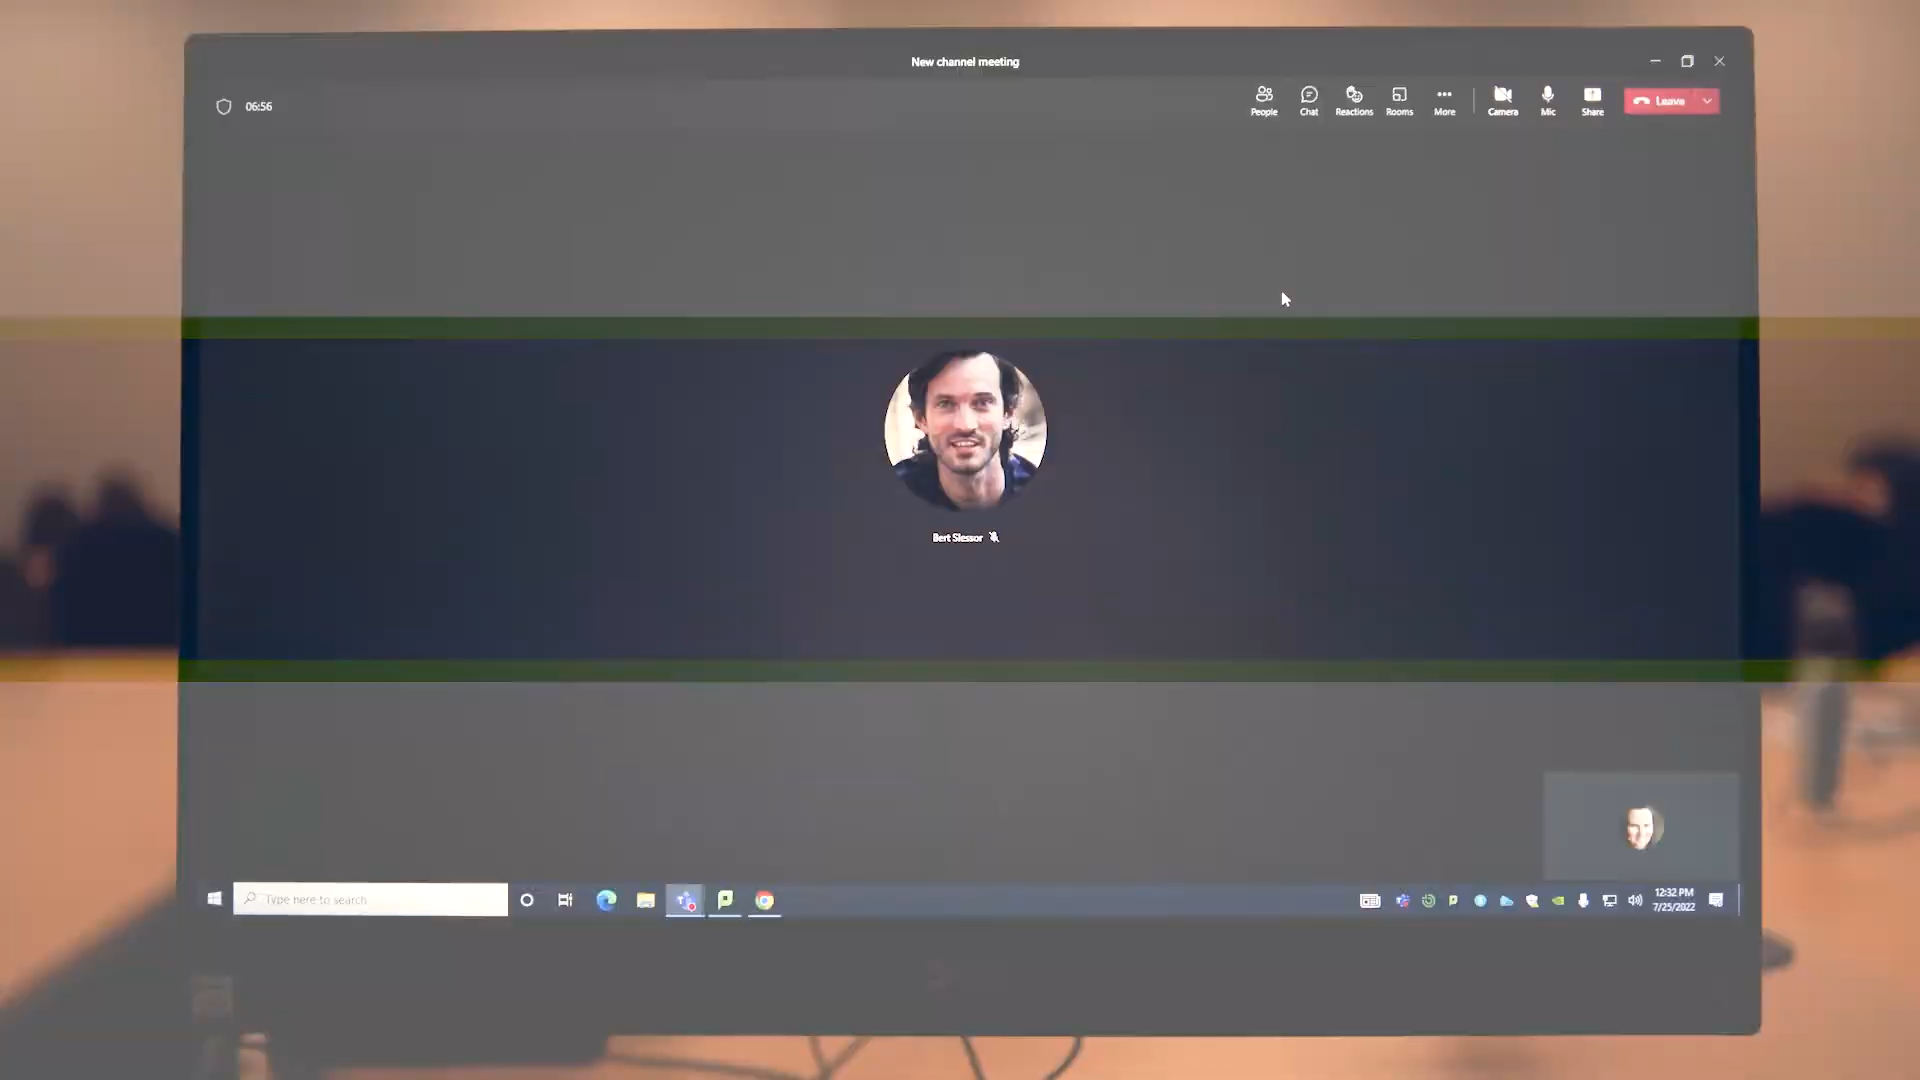 New channel meeting
06:56
People
Chat
Reactions
Rooms
More
Camera
Mic
Share
Leave
Bert Slessor
Type here to search
12:32 PM
7/25/2022